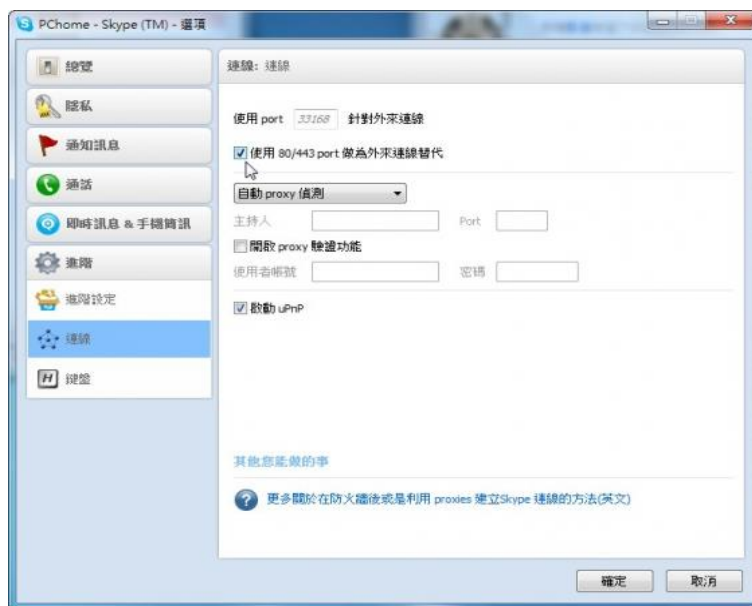 PChome - Skype (TM) - 選項
總覽
隱私
通知訊息
通話
即時訊息 & 手機簡訊
進階
進階設定
連線
H 鍵盤
連線: 連線
使用 port 33168 針對外來連線
使用 80/443 port 做為外來連線替代
自動 proxy 偵測
主持人 Port
開啟 proxy 驗證功能
使用者帳號 密碼
啟動 uPnP
其他您能做的事
更多關於在防火牆後或是利用 proxies 建立Skype 連線的方法(英文)
確定 取消